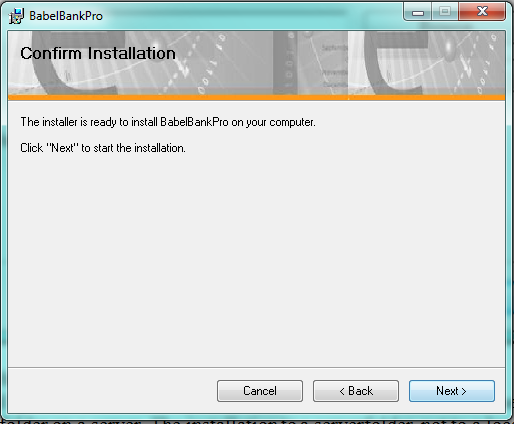 BabelBankPro
Confirm Installation
The installer is ready to install BabelBankPro on your computer.
Click "Next" to start the installation.
Cancel
< Back
Next >